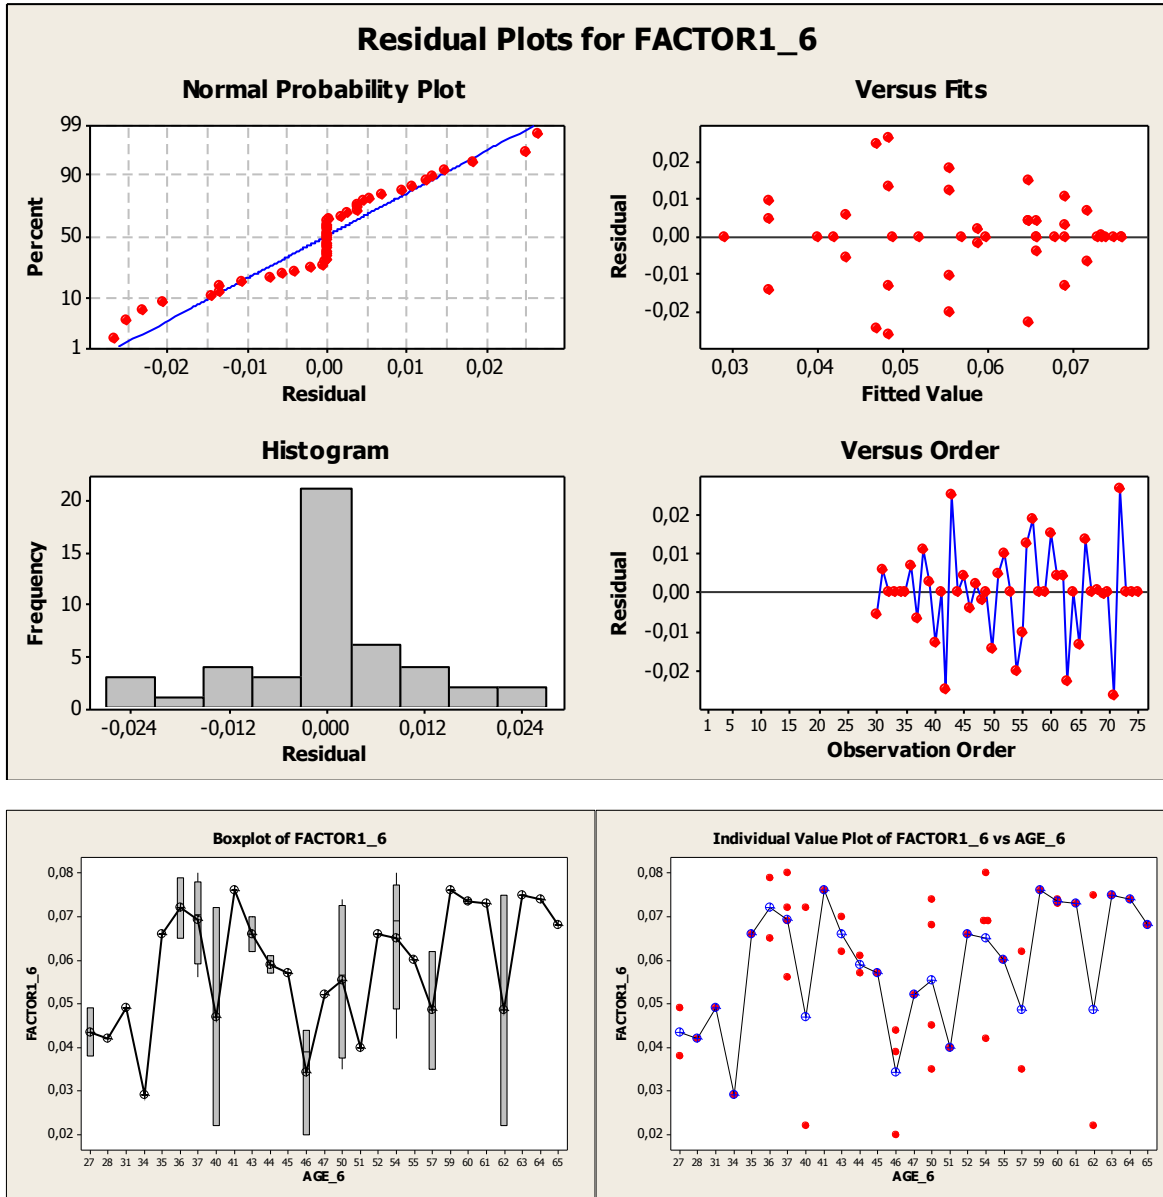 Residual Plots for FACTOR1_6
Normal Probability Plot
99
90
50
10
1
Percent
-0,02 -0,01 0,00 0,01 0,02
Residual
Versus Fits
0,02
0,01
0,00
-0,01
-0,02
Residual
0,03 0,04 0,05 0,06 0,07
Fitted Value
Histogram
20
15
10
5
0
Frequency
-0,024 -0,012 0,000 0,012 0,024
Residual
Versus Order
0,02
0,01
0,00
-0,01
-0,02
Residual
1 5 10 15 20 25 30 35 40 45 50 55 60 65 70 75
Observation Order
Boxplot of FACTOR1_6
0,08
0,07
0,06
0,05
0,04
0,03
0,02
FACTOR1_6
27 28 31 34 35 36 37 40 41 43 44 45 46 47 50 51 52 54 55 57 59 60 61 62 63 64 65
AGE_6
Individual Value Plot of FACTOR1_6 vs AGE_6
0,08
0,07
0,06
0,05
0,04
0,03
0,02
FACTOR1_6
27 28 31 34 35 36 37 40 41 43 44 45 46 47 50 51 52 54 55 57 59 60 61 62 63 64 65
AGE_6